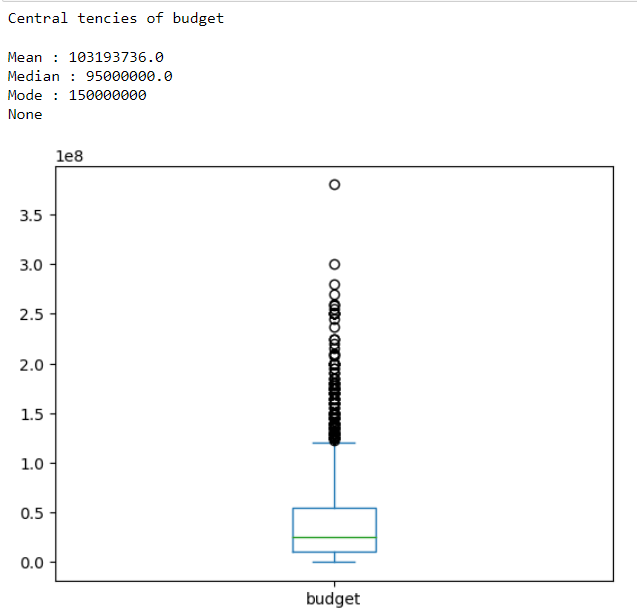 Central tencies of budget
Mean : 103193736.0
Median : 95000000.0
Mode : 150000000
None
1e8
3.5
3.0
2.5
2.0
1.5
1.0
0.5
0.0
budget